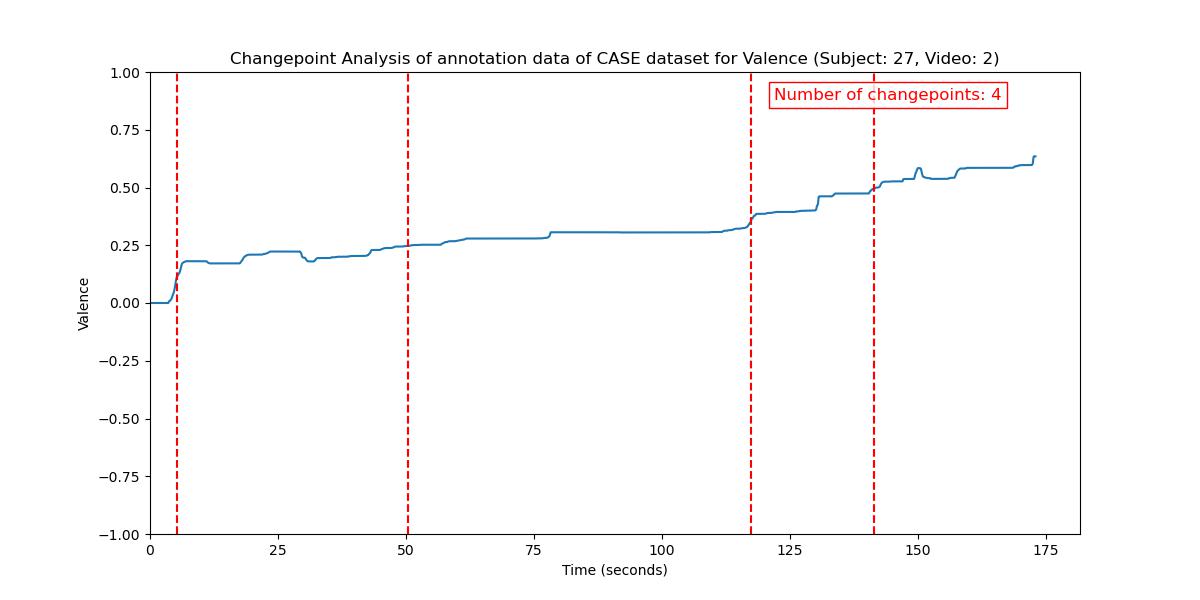 Changepoint Analysis of annotation data of CASE dataset for Valence (Subject: 27, Video: 2)
Number of changepoints: 4
1.00
0.75
0.50
0.25
0.00
−0.25
−0.50
−0.75
−1.00
Valence
0 25 50 75 100 125 150 175
Time (seconds)